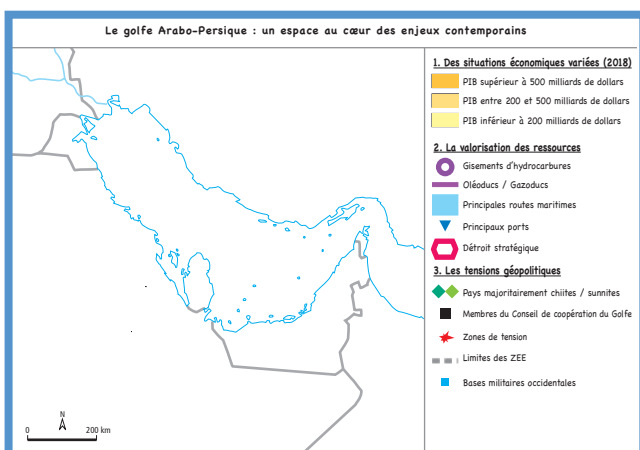 Le golfe Arabo-Persique : un espace au cœur des enjeux contemporains
1. Des situations économiques variées (2018)
PIB supérieur à 500 milliards de dollars
PIB entre 200 et 500 milliards de dollars
PIB inférieur à 200 milliards de dollars
2. La valorisation des ressources
Gisements d'hydrocarbures
Oléoducs / Gazoducs
Principales routes maritimes
Principaux ports
Détroit stratégique
3. Les tensions géopolitiques
Pays majoritairement chiites / sunnites
Membres du Conseil de coopération du Golfe
Zones de tension
Limites des ZEE
Bases militaires occidentales
N
0 200 km